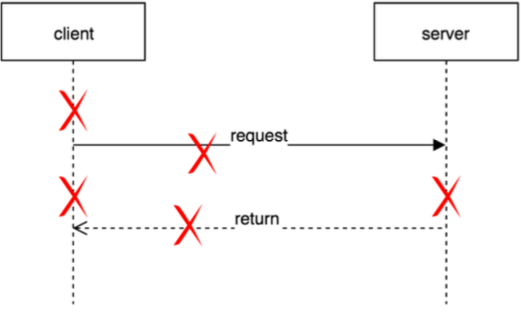 client
server
request
return